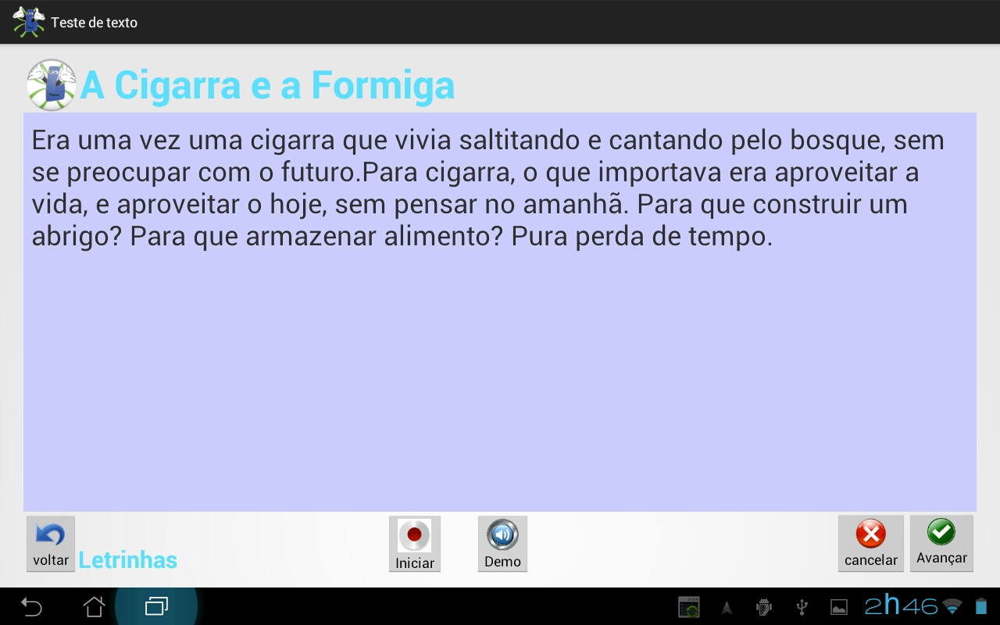 Teste de texto
A Cigarra e a Formiga
Era uma vez uma cigarra que vivia saltitando e cantando pelo bosque, sem
se preocupar com o futuro.Para cigarra, o que importava era aproveitar a
vida, e aproveitar o hoje, sem pensar no amanhã. Para que construir um
abrigo? Para que armazenar alimento? Pura perda de tempo.
voltar
Letrinhas
Iniciar
Demo
cancelar
Avançar
2h46